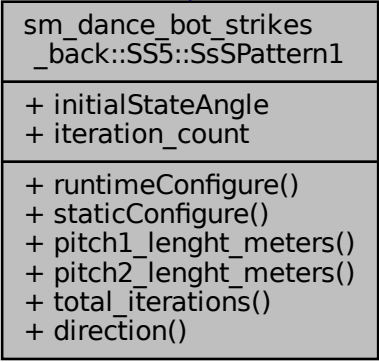 sm_dance_bot_strikes
_back::SS5::SsSPattern1
+ initialStateAngle
+ iteration_count
+ runtimeConfigure()
+ staticConfigure()
+ pitch1_lenght_meters()
+ pitch2_lenght_meters()
+ total_iterations()
+ direction()